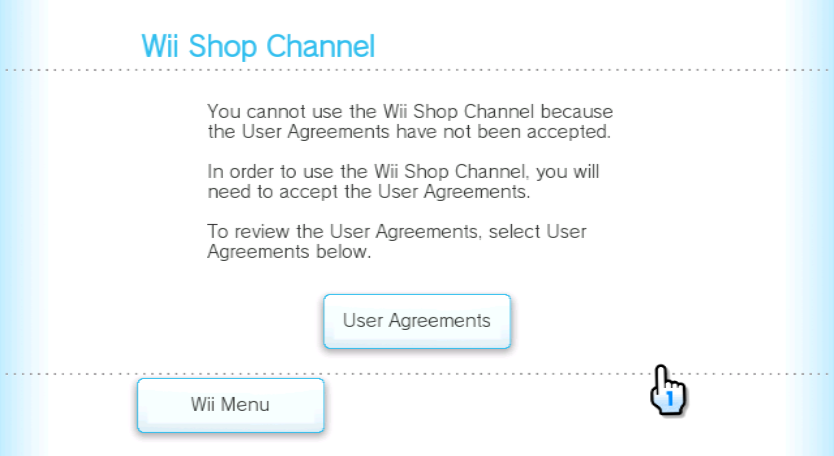 Wii Shop Channel
You cannot use the Wii Shop Channel because
the User Agreements have not been accepted.
In order to use the Wii Shop Channel, you will
need to accept the User Agreements.
To review the User Agreements, select User
Agreements below.
User Agreements
Wii Menu
1